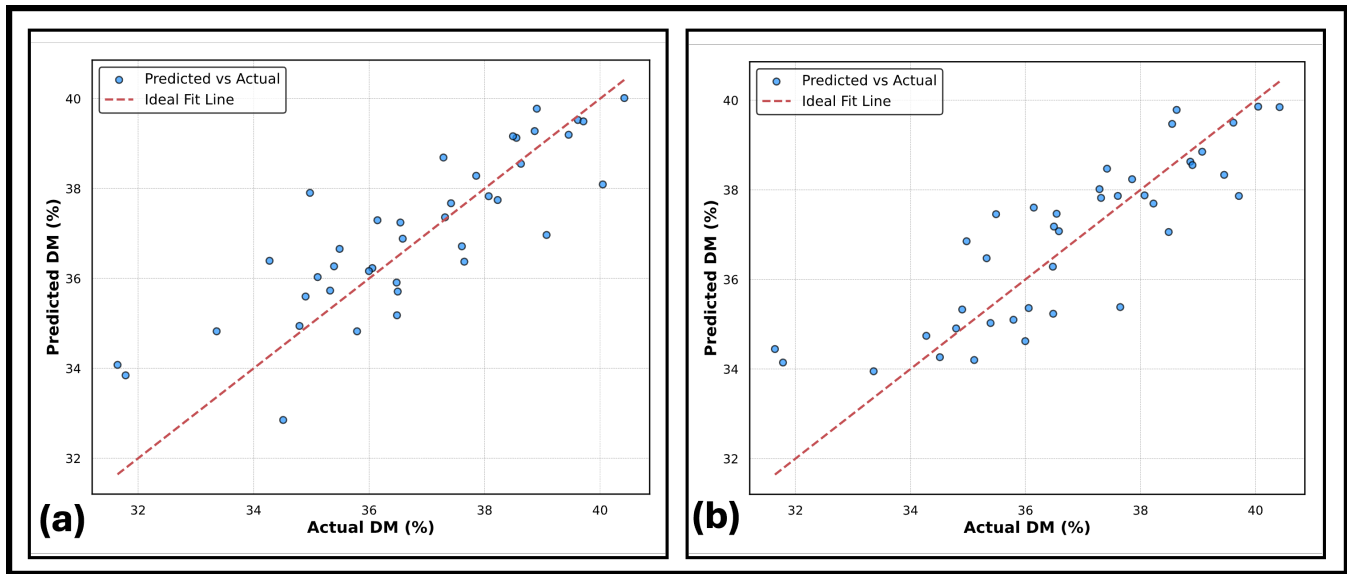 Predicted vs Actual
Ideal Fit Line
40
38
36
34
32
Predicted DM (%)
32
34
36
38
40
Actual DM (%)
(a)
Predicted vs Actual
Ideal Fit Line
40
38
36
34
32
Predicted DM (%)
32
34
36
38
40
Actual DM (%)
(b)